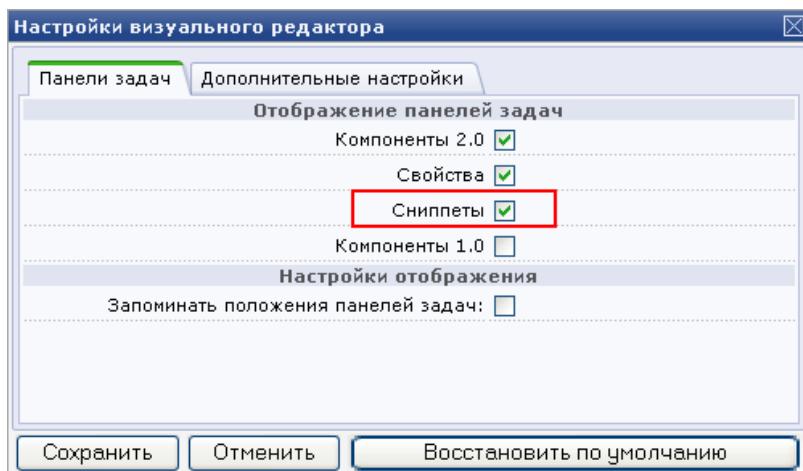 Настройки визуального редактора
Панели задач Дополнительные настройки
Отображение панелей задач
Компоненты 2.0
Свойства
Сниппеты
Компоненты 1.0
Настройки отображения
Запоминать положения панелей задач:
Сохранить Отменить Восстановить по умолчанию